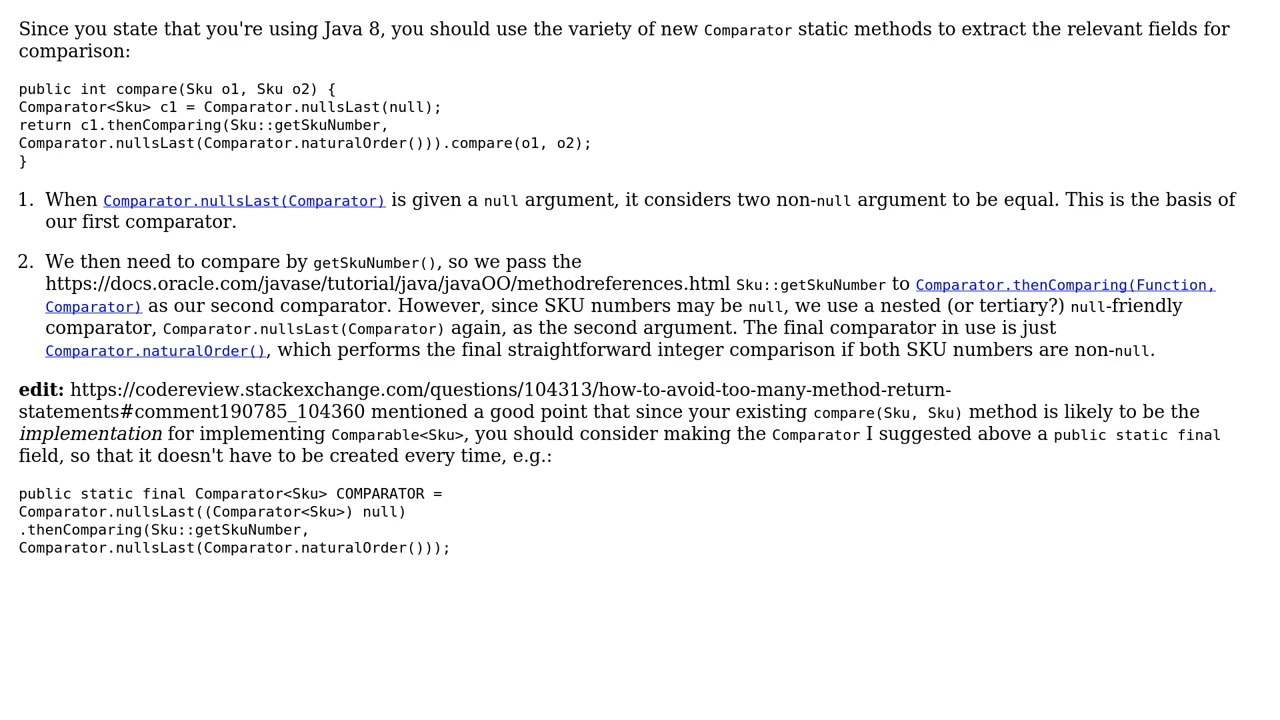 Since you state that you're using Java 8, you should use the variety of new Comparator static methods to extract the relevant fields for
comparison:
public int compare(Sku o1, Sku o2) {
Comparator<Sku> c1 = Comparator.nullsLast(null);
return c1.thenComparing(Sku::getSkuNumber,
Comparator.nullsLast(Comparator.naturalOrder())).compare(o1, o2);
}
1. When Comparator.nullsLast(Comparator) is given a null argument, it considers two non-null argument to be equal. This is the basis of
our first comparator.
2. We then need to compare by getSkuNumber(), so we pass the
https://docs.oracle.com/javase/tutorial/java/javaOO/methodreferences.html Sku::getSkuNumber to Comparator.thenComparing(Function,
Comparator) as our second comparator. However, since SKU numbers may be null, we use a nested (or tertiary?) null-friendly
comparator, Comparator.nullsLast(Comparator) again, as the second argument. The final comparator in use is just
Comparator.naturalOrder(), which performs the final straightforward integer comparison if both SKU numbers are non-null.
edit: https://codereview.stackexchange.com/questions/104313/how-to-avoid-too-many-method-return-
statements#comment190785_104360 mentioned a good point that since your existing compare(Sku, Sku) method is likely to be the
implementation for implementing Comparable<Sku>, you should consider making the Comparator I suggested above a public static final
field, so that it doesn't have to be created every time, e.g.:
public static final Comparator<Sku> COMPARATOR =
Comparator.nullsLast((Comparator<Sku>) null)
.thenComparing(Sku::getSkuNumber,
Comparator.nullsLast(Comparator.naturalOrder()));